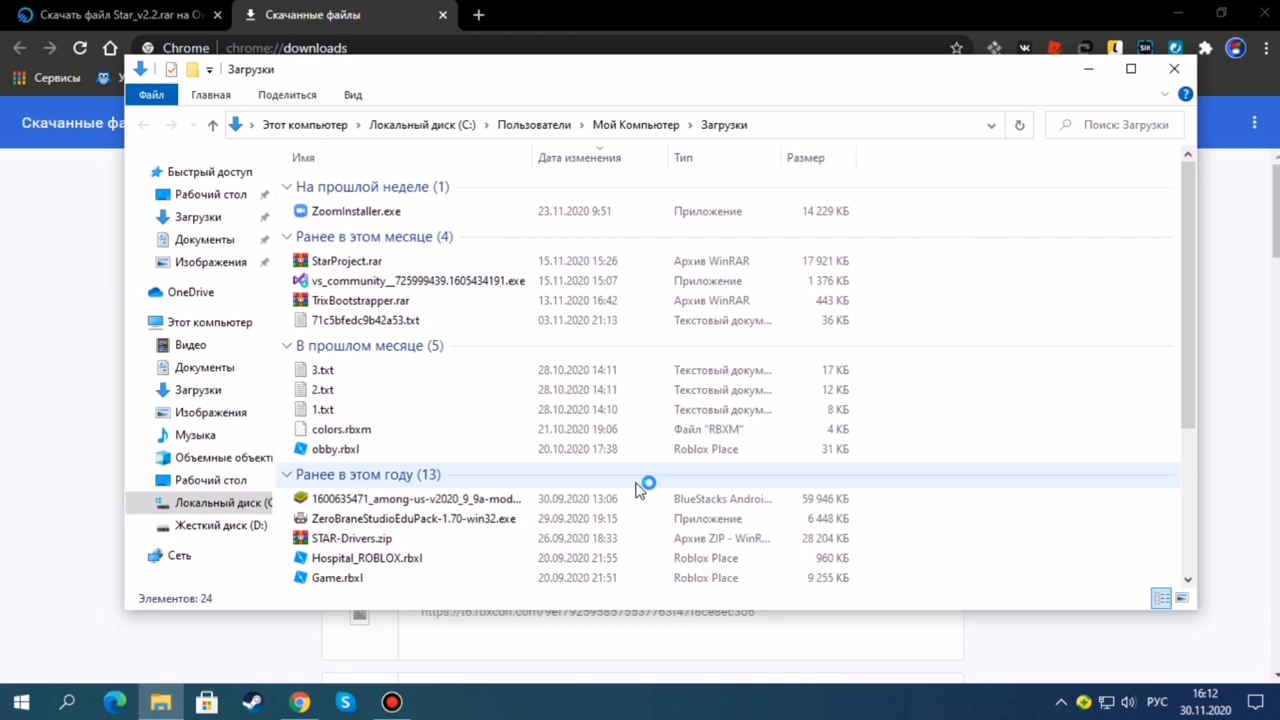 Скачать файл Star_v2.2.rar на Ox
Скачанные файлы
Chrome
chrome://downloads
Сервисы
У
Загрузки
Файл
Главная
Поделиться
Вид
Скачанные фа
Этот компьютер
Локальный диск (C:)
Пользователи
Мой Компьютер
Загрузки
Поиск: Загрузки
Имя
Дата изменения
Тип
Размер
Быстрый доступ
Рабочий стол
Загрузки
Документы
Изображения
OneDrive
Этот компьютер
Видео
Документы
Загрузки
Изображения
Музыка
Объемные объекты
Рабочий стол
Локальный диск (C
Жесткий диск (D:)
Сеть
На прошлой неделе (1)
ZoomInstaller.exe 23.11.2020 9:51 Приложение 14 229 КБ
Ранее в этом месяце (4)
StarProject.rar 15.11.2020 15:26 Архив WinRAR 17 921 КБ
vs_community__725999439.1605434191.exe 15.11.2020 15:07 Приложение 1 376 КБ
TrixBootstrapper.rar 13.11.2020 16:42 Архив WinRAR 443 КБ
71c5bfedc9b42a53.txt 03.11.2020 21:13 Текстовый докум... 36 КБ
В прошлом месяце (5)
3.txt 28.10.2020 14:11 Текстовый докум... 17 КБ
2.txt 28.10.2020 14:11 Текстовый докум... 12 КБ
1.txt 28.10.2020 14:10 Текстовый докум... 8 КБ
colors.rbxm 21.10.2020 19:06 Файл "RBXM" 4 КБ
obby.rbxl 20.10.2020 17:38 Roblox Place 31 КБ
Ранее в этом году (13)
1600635471_among-us-v2020_9_9a-mod... 30.09.2020 13:06 BlueStacks Androi... 59 946 КБ
ZeroBraneStudioEduPack-1.70-win32.exe 29.09.2020 19:15 Приложение 6 448 КБ
STAR-Drivers.zip 26.09.2020 18:33 Архив ZIP - WinR... 28 204 КБ
Hospital_ROBLOX.rbxl 20.09.2020 21:55 Roblox Place 960 КБ
Game.rbxl 20.09.2020 21:51 Roblox Place 9 255 КБ
Элементов: 24
РУС
16:12
30.11.2020